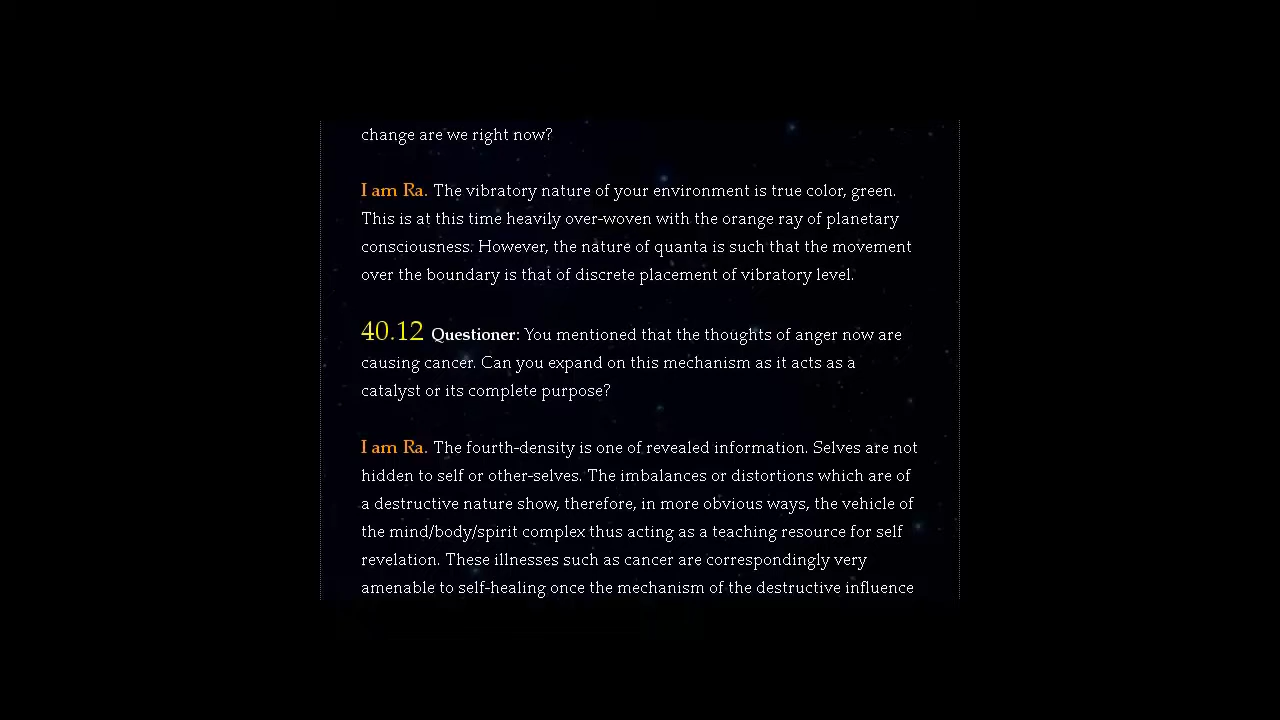 change are we right now?
I am Ra. The vibratory nature of your environment is true color, green.
This is at this time heavily over-woven with the orange ray of planetary
consciousness. However, the nature of quanta is such that the movement
over the boundary is that of discrete placement of vibratory level.
40.12 Questioner: You mentioned that the thoughts of anger now are
causing cancer. Can you expand on this mechanism as it acts as a
catalyst or its complete purpose?
I am Ra. The fourth-density is one of revealed information. Selves are not
hidden to self or other-selves. The imbalances or distortions which are of
a destructive nature show, therefore, in more obvious ways, the vehicle of
the mind/body/spirit complex thus acting as a teaching resource for self
revelation. These illnesses such as cancer are correspondingly very
amenable to self-healing once the mechanism of the destructive influence